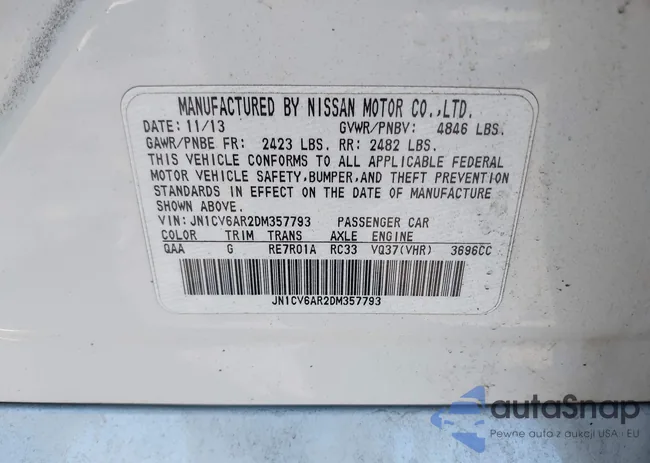 MANUFACTURED BY NISSAN MOTOR CO.,LTD.
DATE: 11/13 GVWR/PNBV: 4846 LBS.
GAWR/PNBE FR: 2423 LBS. RR: 2482 LBS.
THIS VEHICLE CONFORMS TO ALL APPLICABLE FEDERAL
MOTOR VEHICLE SAFETY, BUMPER, AND THEFT PREVENTION
STANDARDS IN EFFECT ON THE DATE OF MANUFACTURE
SHOWN ABOVE.
VIN: JN1CV6AR2DM357793 PASSENGER CAR
COLOR TRIM TRANS AXLE ENGINE
QAA G RE7R01A RC33 VQ37(VHR) 3696CC
JN1CV6AR2DM357793
autaSnap
Pewne auta z aukcji USA i EU